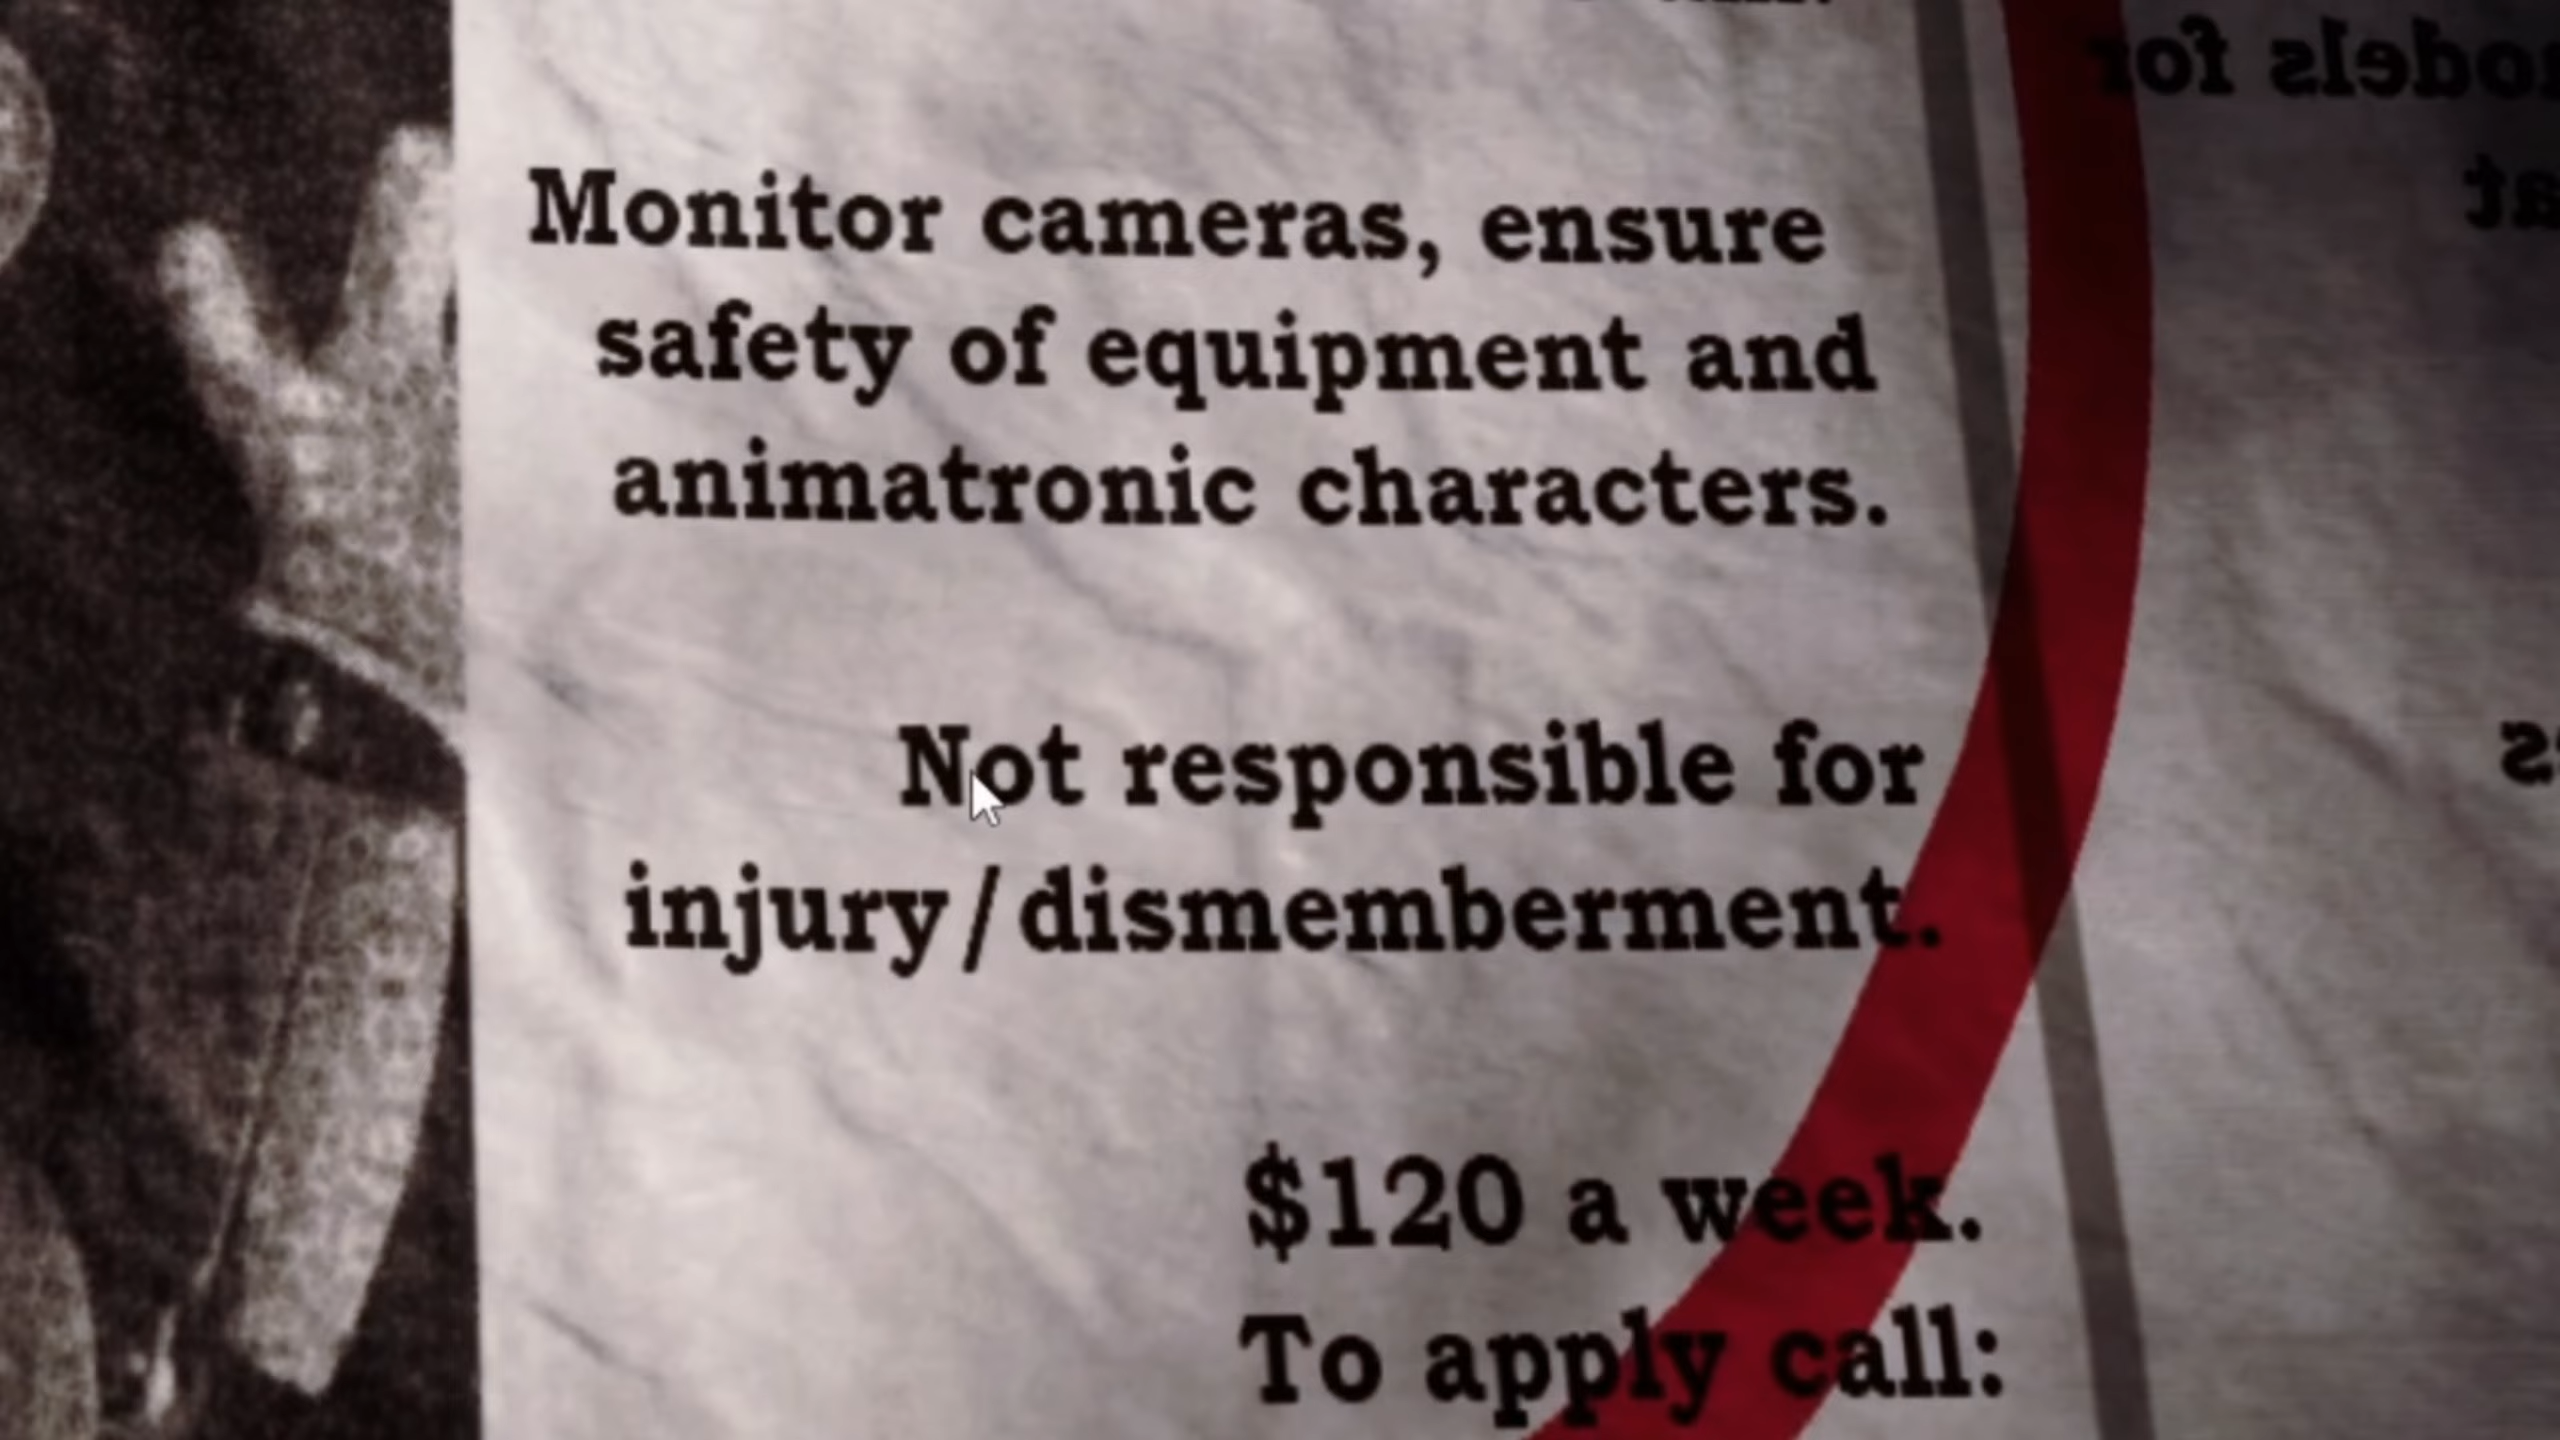 Monitor cameras, ensure
safety of equipment and
animatronic characters.
Not responsible for
injury/dismemberment.
$120 a week.
To apply call:
for